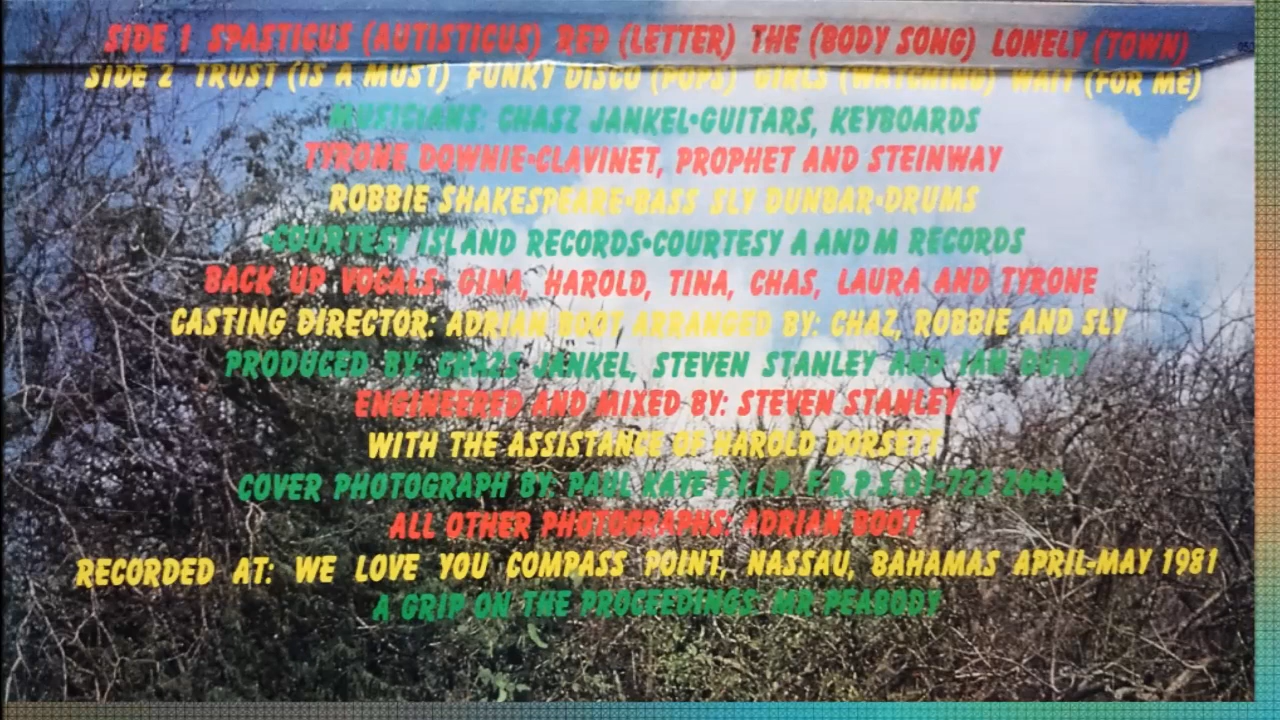 SIDE 1 SPASTICUS (AUTISTICUS) RED (LETTER) THE (BODY SONG) LONELY (TOWN)
SIDE 2 TRUST (IS A MUST) FUNKY DISCO (POPS) GIRLS (WATCHING) WAIT (FOR ME)
MUSICIANS: CHASZ JANKEL•GUITARS, KEYBOARDS
TYRONE DOWNIE•CLAVINET, PROPHET AND STEINWAY
ROBBIE SHAKESPEARE•BASS SLY DUNBAR•DRUMS
•COURTESY ISLAND RECORDS•COURTESY A AND M RECORDS
BACK UP VOCALS: GINA, HAROLD, TINA, CHAS, LAURA AND TYRONE
CASTING DIRECTOR: ADRIAN BOOT ARRANGED BY: CHAZ, ROBBIE AND SLY
PRODUCED BY: CHAZS JANKEL, STEVEN STANLEY AND IAN DURY
ENGINEERED AND MIXED BY: STEVEN STANLEY
WITH THE ASSISTANCE OF HAROLD DORSETT
COVER PHOTOGRAPH BY: PAUL KAYE F.I.I.P. F.R.P.S. 01-723 2444
ALL OTHER PHOTOGRAPHS: ADRIAN BOOT
RECORDED AT: WE LOVE YOU COMPASS POINT, NASSAU, BAHAMAS APRIL-MAY 1981
A GRIP ON THE PROCEEDINGS: MR PEABODY